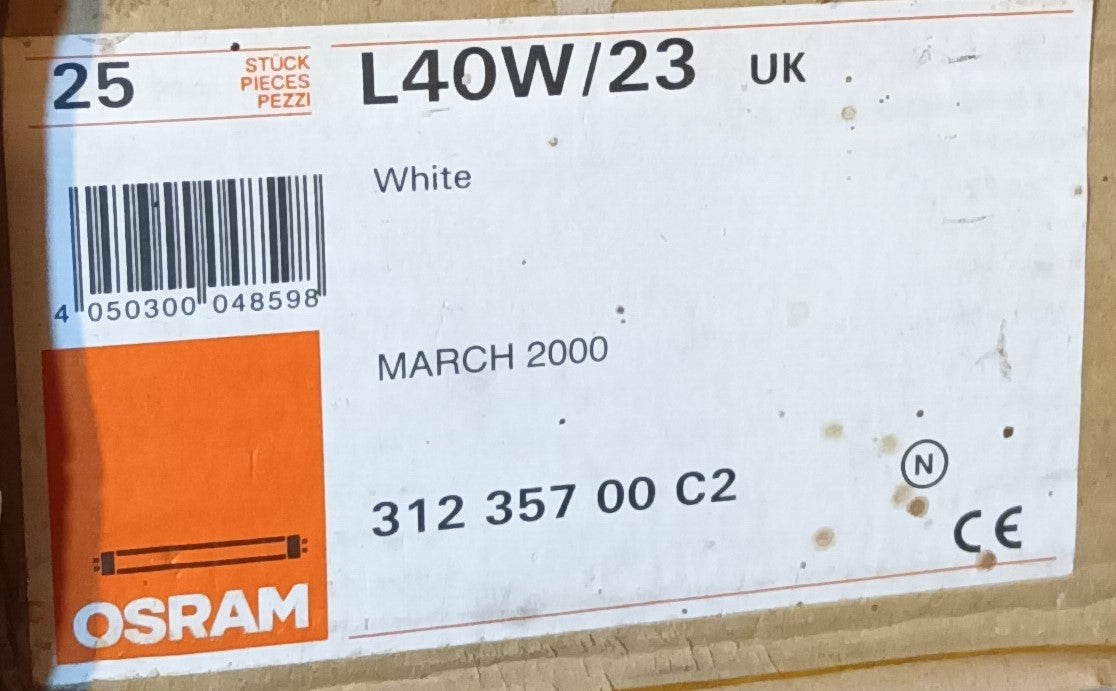 25
STÜCK
PIECES
PEZZI
L40W/23 UK
White
4 050300 048598
MARCH 2000
312 357 00 C2
N
CE
OSRAM